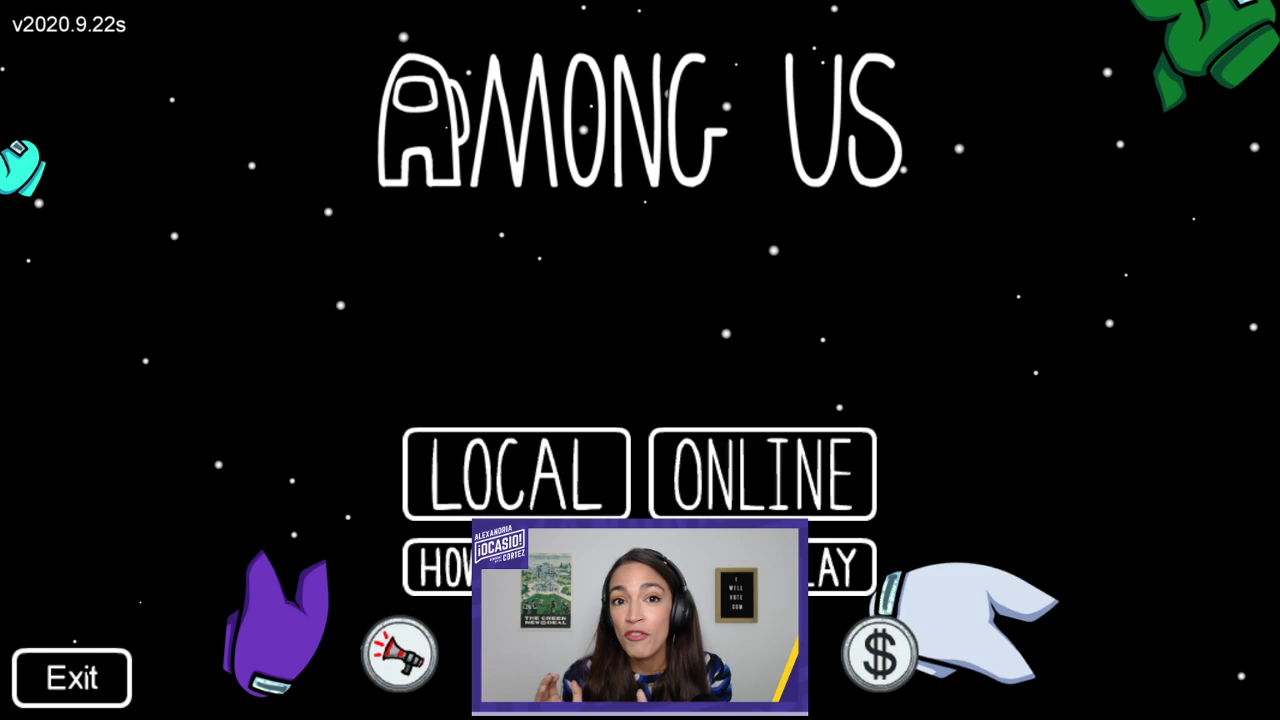 v2020.9.22s
AMONG US
LOCAL
ONLINE
HOW
LAY
ALEXANDRIA
¡OCASIO!
CORTEZ
THE GREEN
NEW DEAL
I
WILL
VOTE
.COM
$
Exit